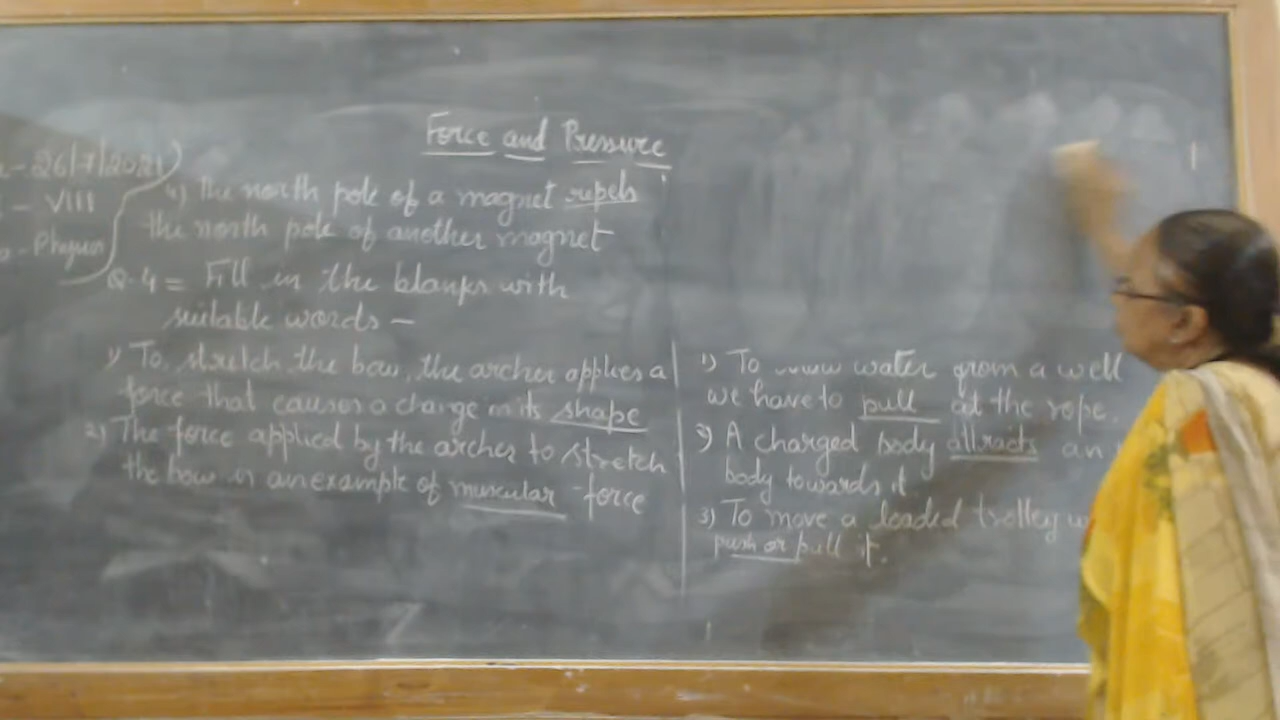 Force and Pressure
- 26/7/2021
- VIII
4) The north pole of a magnet repels
the north pole of another magnet
Q.4 = Fill in the blanks with
suitable words -
1) To stretch the bow, the archer applies a
force that causes a change in its shape
2) The force applied by the archer to stretch
the bow is an example of muscular force
1) To water from a well
we have to pull at the rope.
2) A charged body attracts an
body towards it.
3) To move a loaded trolley
push or pull it.